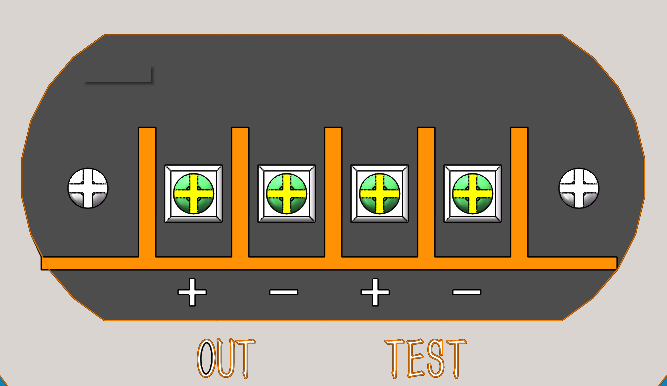 + − + −
OUT TEST